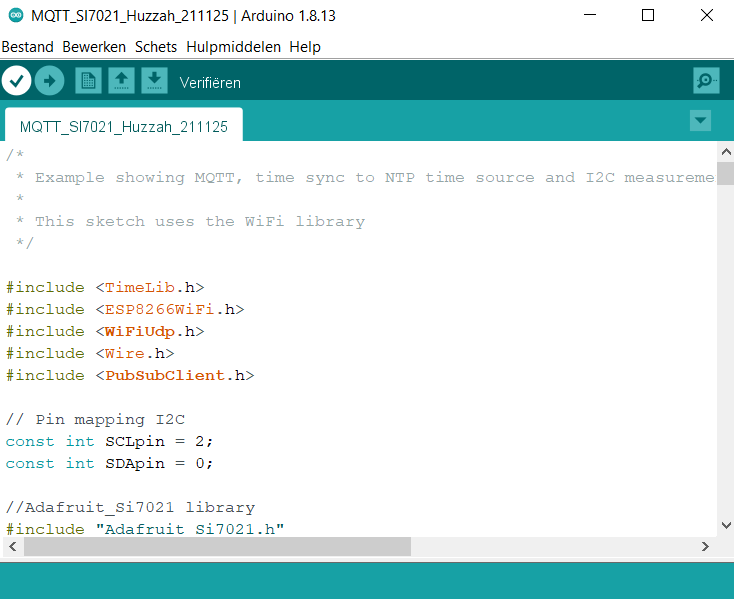 MQTT_SI7021_Huzzah_211125 | Arduino 1.8.13
Bestand Bewerken Schets Hulpmiddelen Help
Verifiëren
MQTT_SI7021_Huzzah_211125
/*
 * Example showing MQTT, time sync to NTP time source and I2C measureme
 *
 * This sketch uses the WiFi library
 */
#include <TimeLib.h>
#include <ESP8266WiFi.h>
#include <WiFiUdp.h>
#include <Wire.h>
#include <PubSubClient.h>
// Pin mapping I2C
const int SCLpin = 2;
const int SDApin = 0;
//Adafruit_Si7021 library
#include "Adafruit_Si7021.h"